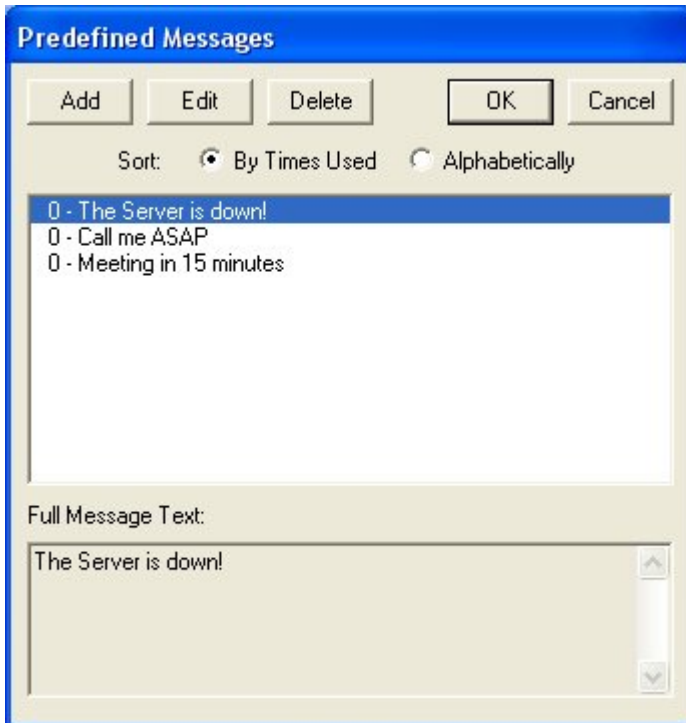 Predefined Messages
Add Edit Delete OK Cancel
Sort: By Times Used Alphabetically
0 - The Server is down!
0 - Call me ASAP
0 - Meeting in 15 minutes
Full Message Text:
The Server is down!